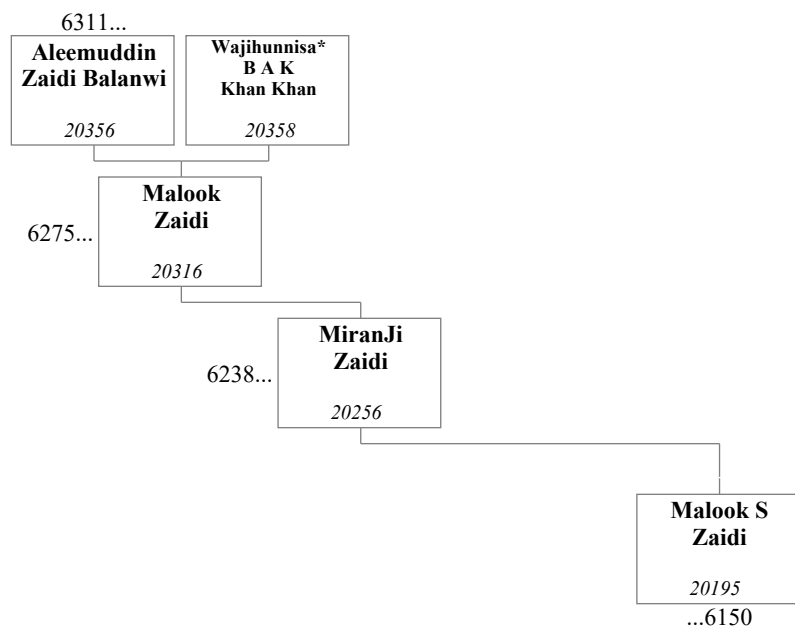 6311...
Aleemuddin
Zaidi Balanwi
20356
Wajihunnisa*
B A K
Khan Khan
20358
Malook
Zaidi
6275...
20316
MiranJi
Zaidi
6238...
20256
Malook S
Zaidi
20195
...6150